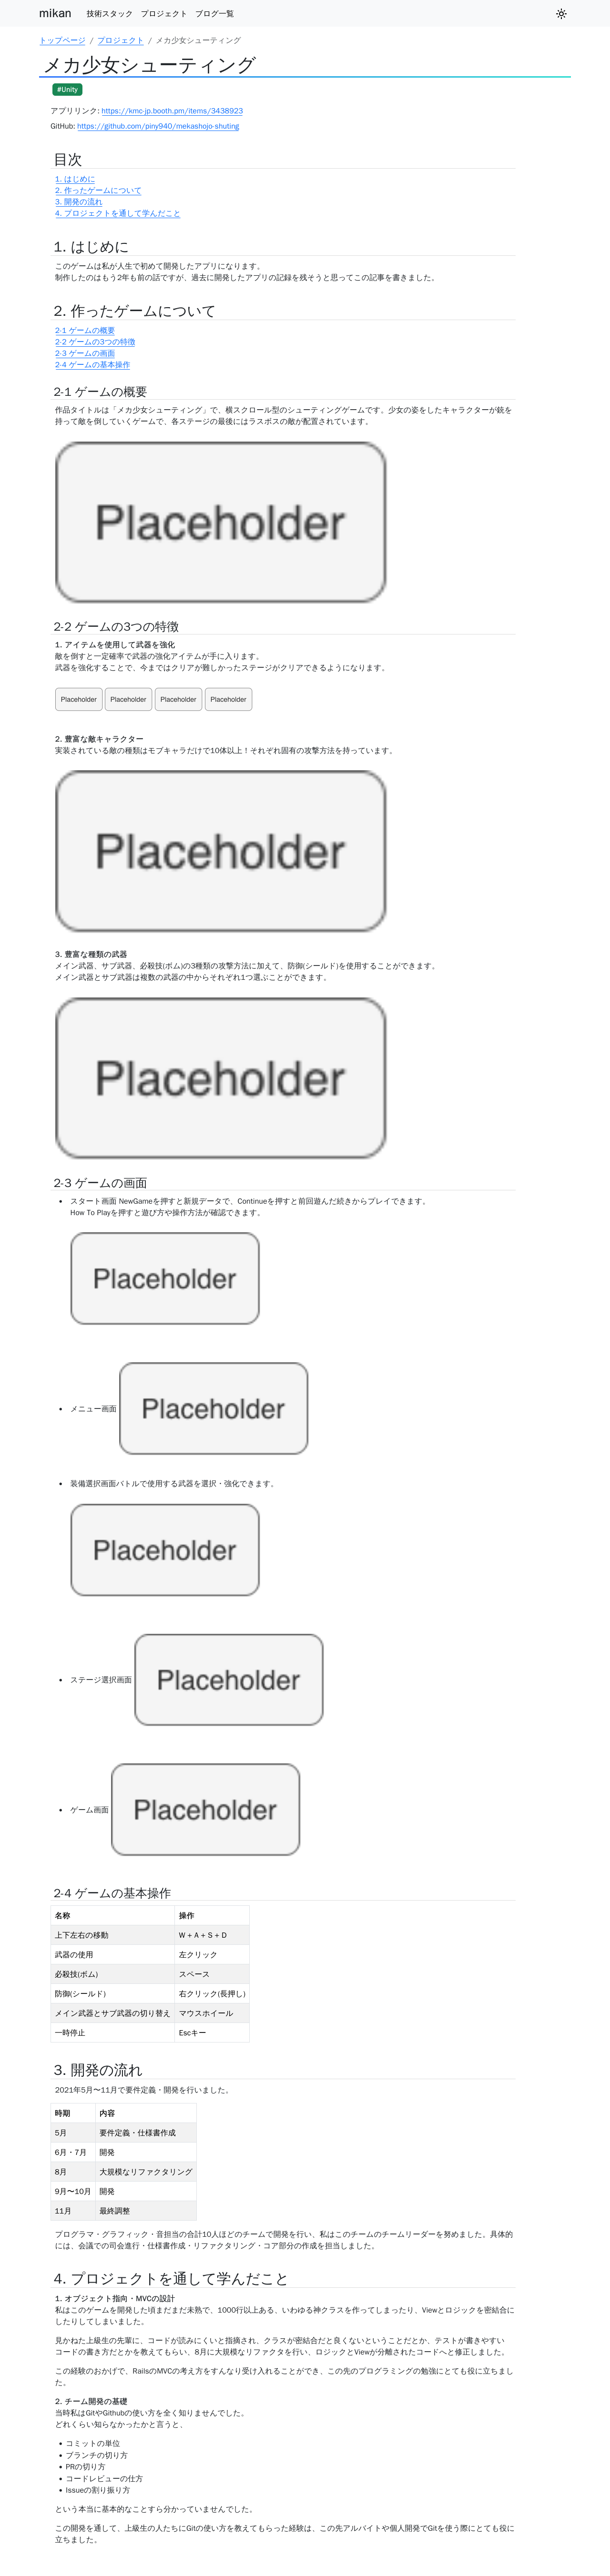 mikan 技術スタック プロジェクト ブログ一覧
トップページ / プロジェクト / メカ少女シューティング
メカ少女シューティング
#Unity
アプリリンク: https://kmc-jp.booth.pm/items/3438923
GitHub: https://github.com/piny940/mekashojo-shuting
目次
1. はじめに
2. 作ったゲームについて
3. 開発の流れ
4. プロジェクトを通して学んだこと
1. はじめに
このゲームは私が人生で初めて開発したアプリになります。
制作したのはもう2年も前の話ですが、過去に開発したアプリの記録を残そうと思ってこの記事を書きました。
2. 作ったゲームについて
2-1 ゲームの概要
2-2 ゲームの3つの特徴
2-3 ゲームの画面
2-4 ゲームの基本操作
2-1 ゲームの概要
作品タイトルは「メカ少女シューティング」で、横スクロール型のシューティングゲームです。少女の姿をしたキャラクターが銃を
持って敵を倒していくゲームで、各ステージの最後にはラスボスの敵が配置されています。
Placeholder
2-2 ゲームの3つの特徴
1. アイテムを使用して武器を強化
敵を倒すと一定確率で武器の強化アイテムが手に入ります。
武器を強化することで、今まではクリアが難しかったステージがクリアできるようになります。
Placeholder Placeholder Placeholder Placeholder
2. 豊富な敵キャラクター
実装されている敵の種類はモブキャラだけで10体以上！それぞれ固有の攻撃方法を持っています。
Placeholder
3. 豊富な種類の武器
メイン武器、サブ武器、必殺技(ボム)の3種類の攻撃方法に加えて、防御(シールド)を使用することができます。
メイン武器とサブ武器は複数の武器の中からそれぞれ1つ選ぶことができます。
Placeholder
2-3 ゲームの画面
• スタート画面 NewGameを押すと新規データで、Continueを押すと前回遊んだ続きからプレイできます。
How To Playを押すと遊び方や操作方法が確認できます。
Placeholder
• メニュー画面 Placeholder
• 装備選択画面バトルで使用する武器を選択・強化できます。
Placeholder
• ステージ選択画面 Placeholder
• ゲーム画面 Placeholder
2-4 ゲームの基本操作
名称 操作
上下左右の移動 W + A + S + D
武器の使用 左クリック
必殺技(ボム) スペース
防御(シールド) 右クリック(長押し)
メイン武器とサブ武器の切り替え マウスホイール
一時停止 Escキー
3. 開発の流れ
2021年5月〜11月で要件定義・開発を行いました。
時期 内容
5月 要件定義・仕様書作成
6月・7月 開発
8月 大規模なリファクタリング
9月〜10月 開発
11月 最終調整
プログラマ・グラフィック・音担当の合計10人ほどのチームで開発を行い、私はこのチームのチームリーダーを努めました。具体的
には、会議での司会進行・仕様書作成・リファクタリング・コア部分の作成を担当しました。
4. プロジェクトを通して学んだこと
1. オブジェクト指向・MVCの設計
私はこのゲームを開発した頃まだまだ未熟で、1000行以上ある、いわゆる神クラスを作ってしまったり、Viewとロジックを密結合に
したりしてしまいました。
見かねた上級生の先輩に、コードが読みにくいと指摘され、クラスが密結合だと良くないということだとか、テストが書きやすい
コードの書き方だとかを教えてもらい、8月に大規模なリファクタを行い、ロジックとViewが分離されたコードへと修正しました。
この経験のおかげで、RailsのMVCの考え方をすんなり受け入れることができ、この先のプログラミングの勉強にとても役に立ちまし
た。
2. チーム開発の基礎
当時私はGitやGithubの使い方を全く知りませんでした。
どれくらい知らなかったかと言うと、
• コミットの単位
• ブランチの切り方
• PRの切り方
• コードレビューの仕方
• Issueの割り振り方
という本当に基本的なことすら分かっていませんでした。
この開発を通して、上級生の人たちにGitの使い方を教えてもらった経験は、この先アルバイトや個人開発でGitを使う際にとても役に
立ちました。